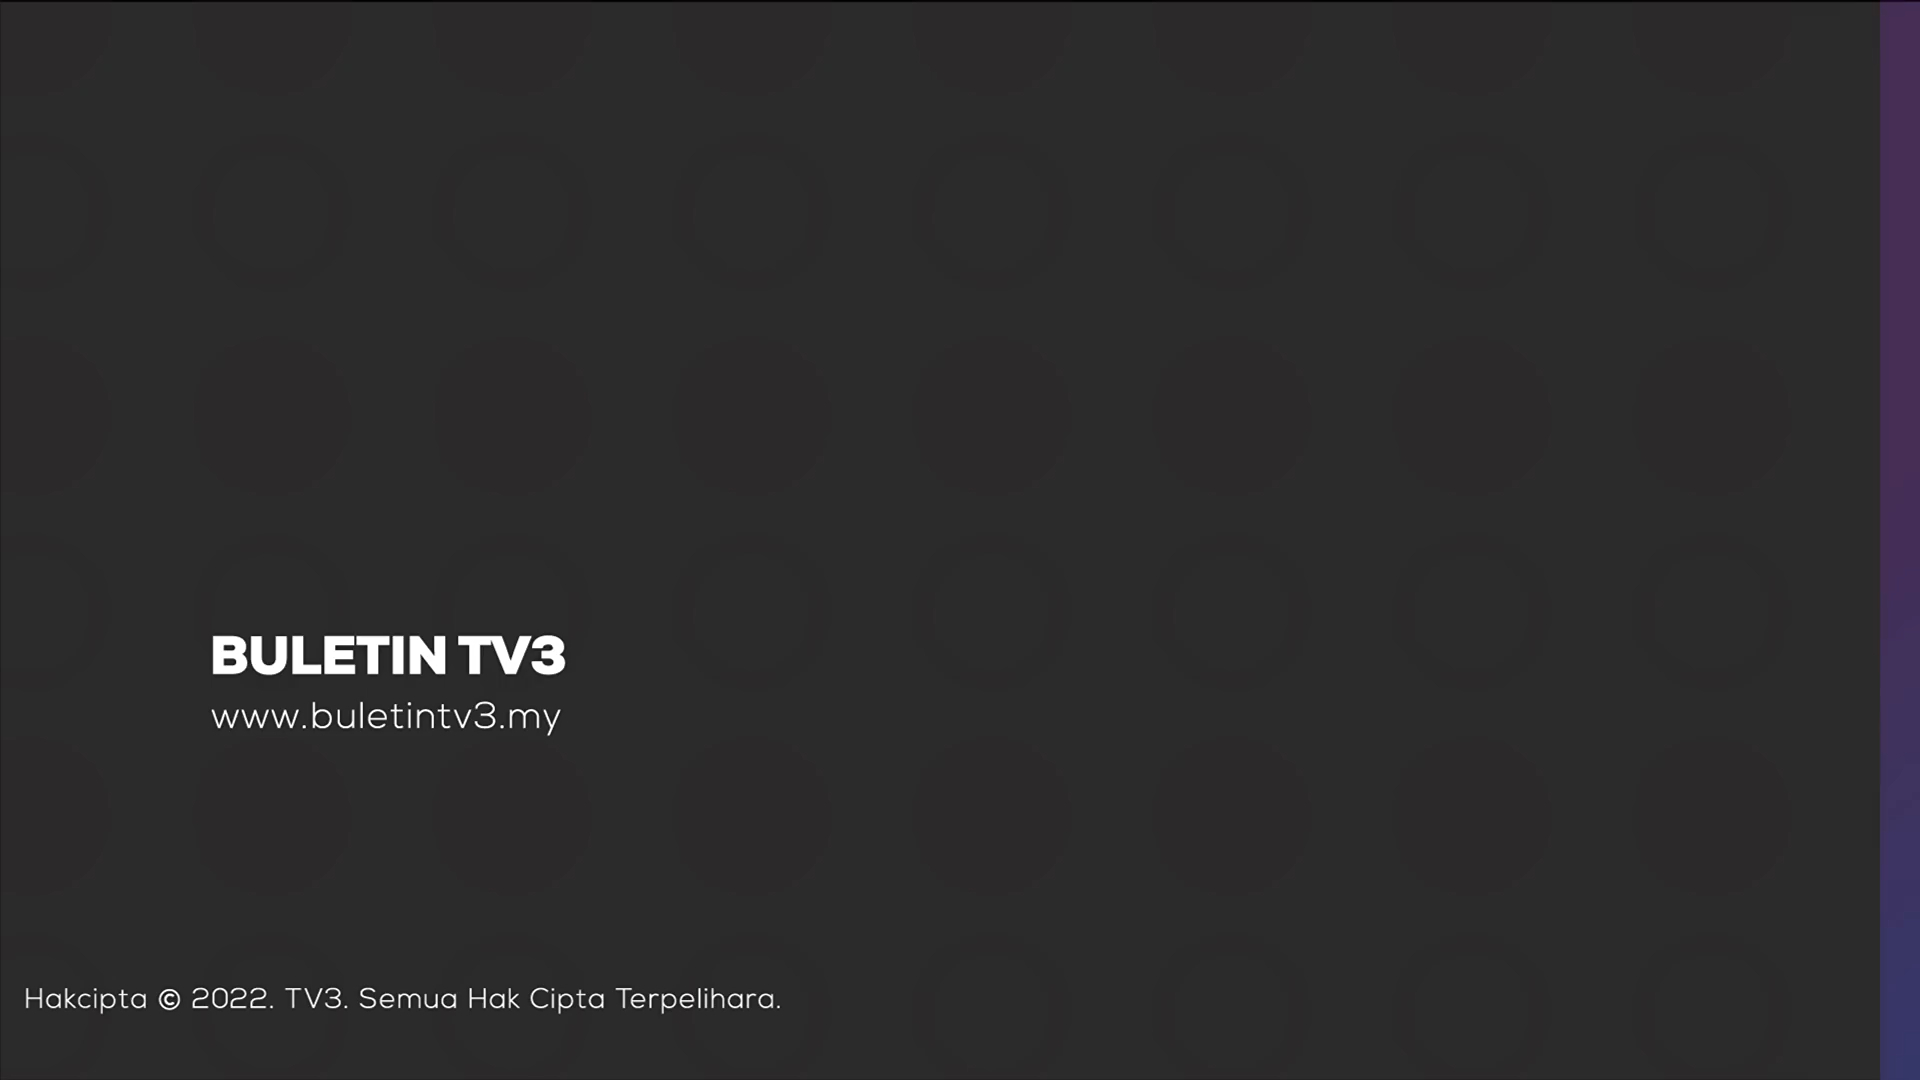 BULETIN TV3
www.buletintv3.my
Hakcipta © 2022. TV3. Semua Hak Cipta Terpelihara.